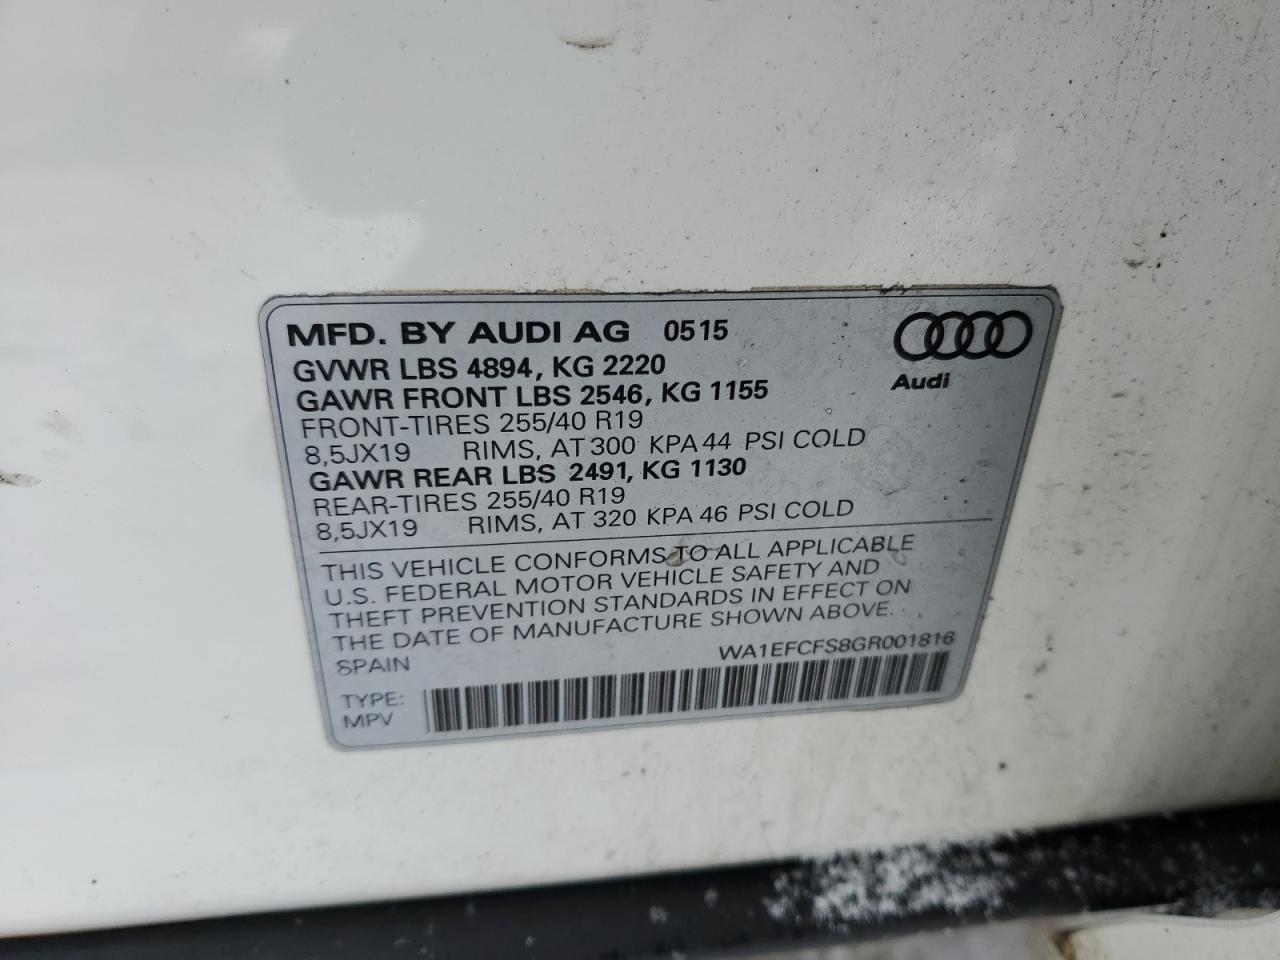 MFD. BY AUDI AG 0515
GVWR LBS 4894, KG 2220
GAWR FRONT LBS 2546, KG 1155
FRONT-TIRES 255/40 R19
8,5JX19 RIMS, AT 300 KPA 44 PSI COLD
GAWR REAR LBS 2491, KG 1130
REAR-TIRES 255/40 R19
8,5JX19 RIMS, AT 320 KPA 46 PSI COLD
Audi
THIS VEHICLE CONFORMS TO ALL APPLICABLE
U.S. FEDERAL MOTOR VEHICLE SAFETY AND
THEFT PREVENTION STANDARDS IN EFFECT ON
THE DATE OF MANUFACTURE SHOWN ABOVE.
SPAIN WA1EFCFS8GR001816
TYPE:
MPV